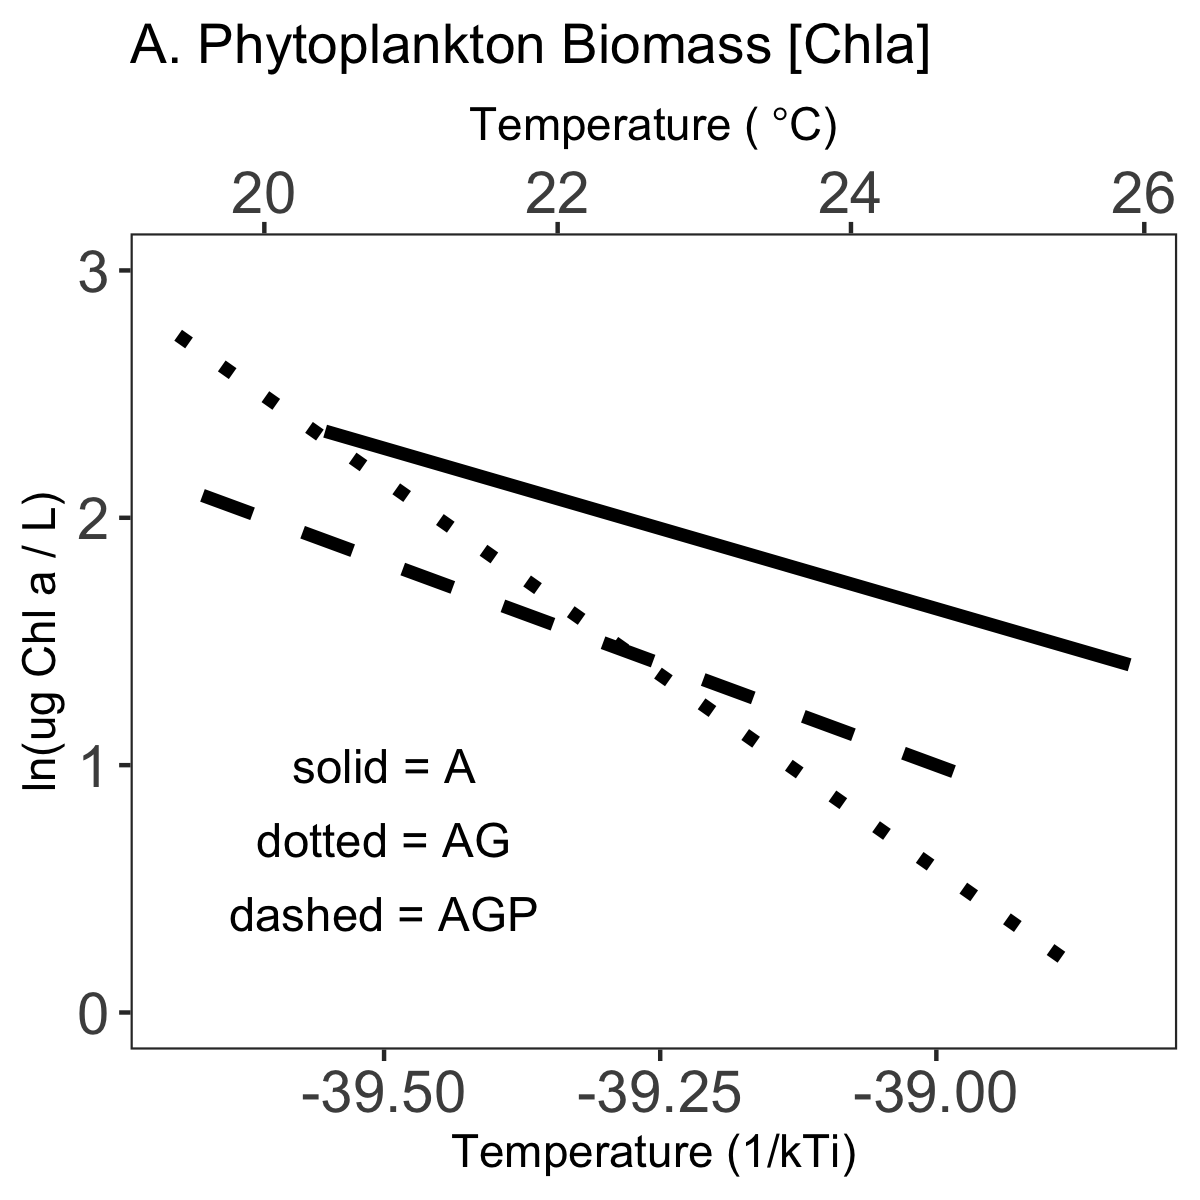 A. Phytoplankton Biomass [Chla]
Temperature ( °C)
20 22 24 26
3
2
1
0
ln(ug Chl a / L)
solid = A
dotted = AG
dashed = AGP
-39.50 -39.25 -39.00
Temperature (1/kTi)